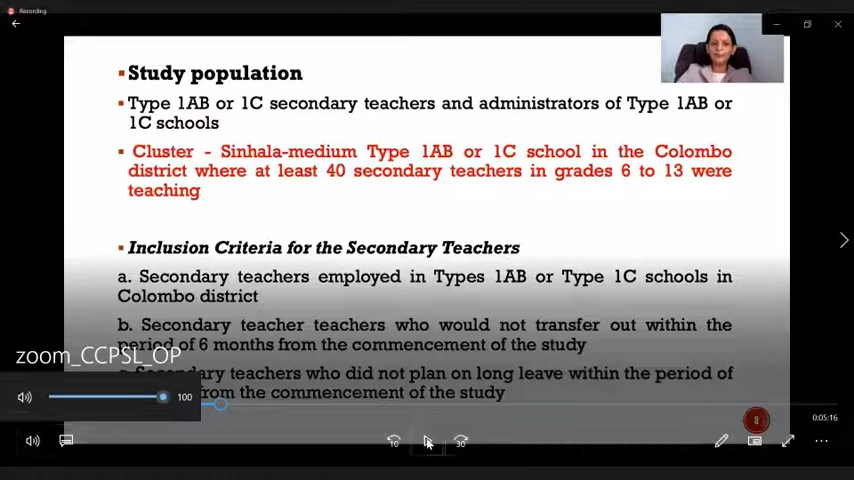 Recording
▪Study population
▪Type 1AB or 1C secondary teachers and administrators of Type 1AB or
1C schools
▪ Cluster - Sinhala-medium Type 1AB or 1C school in the Colombo
district where at least 40 secondary teachers in grades 6 to 13 were
teaching
▪Inclusion Criteria for the Secondary Teachers
a. Secondary teachers employed in Types 1AB or Type 1C schools in
Colombo district
b. Secondary teacher teachers who would not transfer out within the
period of 6 months from the commencement of the study
zoom_CCPSL_OP
teachers who did not plan on long leave within the period of
from the commencement of the study
100
8
0:05:16
10
30